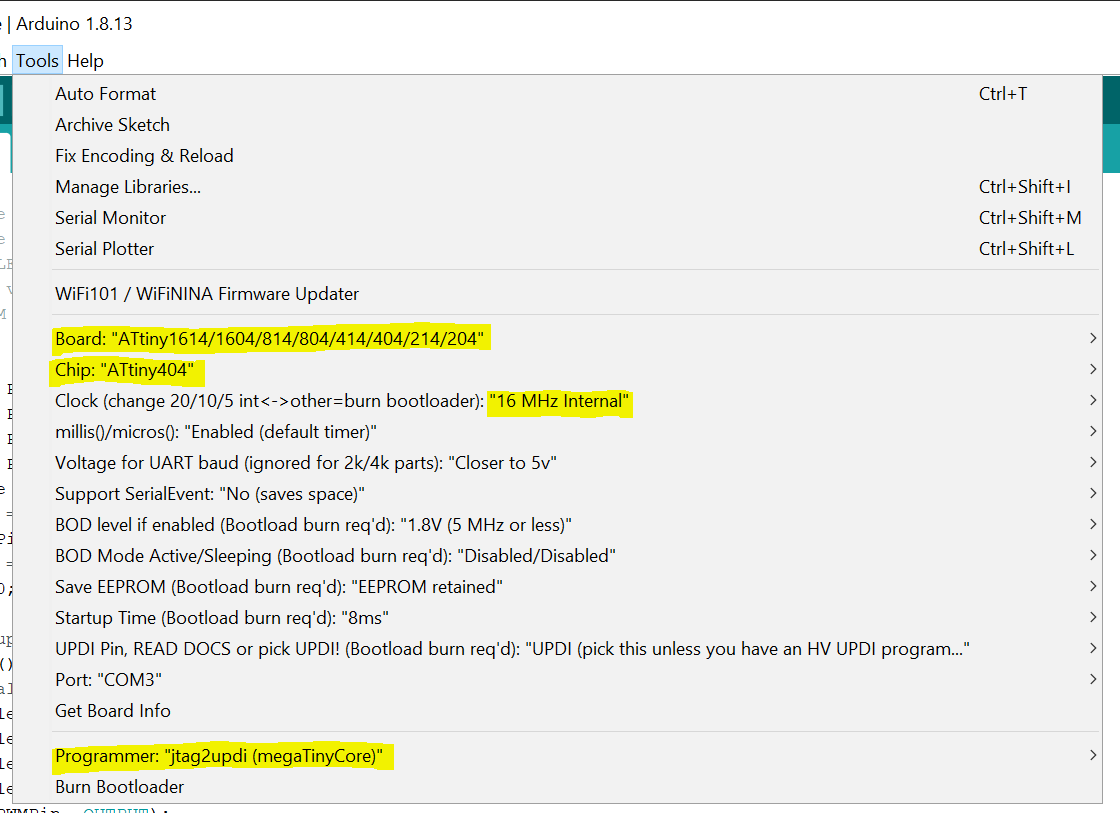 | Arduino 1.8.13
Tools Help
Auto Format Ctrl+T
Archive Sketch
Fix Encoding & Reload
Manage Libraries... Ctrl+Shift+I
Serial Monitor Ctrl+Shift+M
Serial Plotter Ctrl+Shift+L
WiFi101 / WiFiNINA Firmware Updater
Board: "ATtiny1614/1604/814/804/414/404/214/204"
Chip: "ATtiny404"
Clock (change 20/10/5 int<->other=burn bootloader): "16 MHz Internal"
millis()/micros(): "Enabled (default timer)"
Voltage for UART baud (ignored for 2k/4k parts): "Closer to 5v"
Support SerialEvent: "No (saves space)"
BOD level if enabled (Bootload burn req'd): "1.8V (5 MHz or less)"
BOD Mode Active/Sleeping (Bootload burn req'd): "Disabled/Disabled"
Save EEPROM (Bootload burn req'd): "EEPROM retained"
Startup Time (Bootload burn req'd): "8ms"
UPDI Pin, READ DOCS or pick UPDI! (Bootload burn req'd): "UPDI (pick this unless you have an HV UPDI program..."
Port: "COM3"
Get Board Info
Programmer: "jtag2updi (megaTinyCore)"
Burn Bootloader